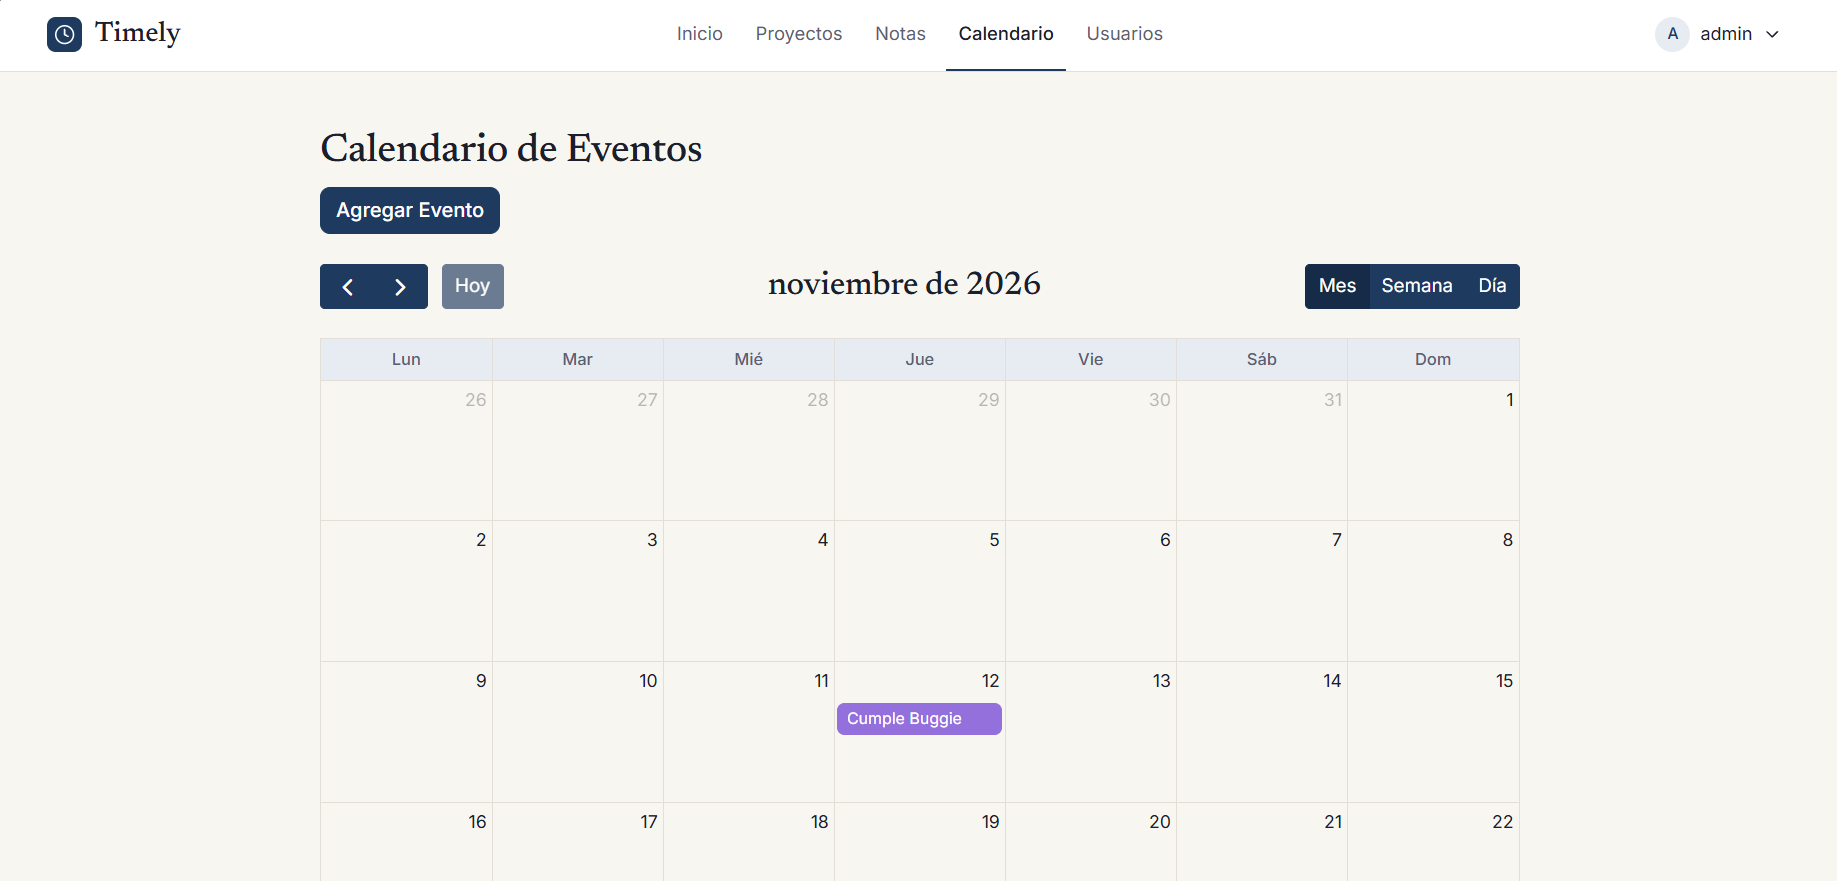 Timely
Inicio Proyectos Notas Calendario Usuarios
A admin
Calendario de Eventos
Agregar Evento
Hoy
noviembre de 2026
Mes Semana Día
Lun Mar Mié Jue Vie Sáb Dom
26 27 28 29 30 31 1
2 3 4 5 6 7 8
9 10 11 12 13 14 15
Cumple Buggie
16 17 18 19 20 21 22